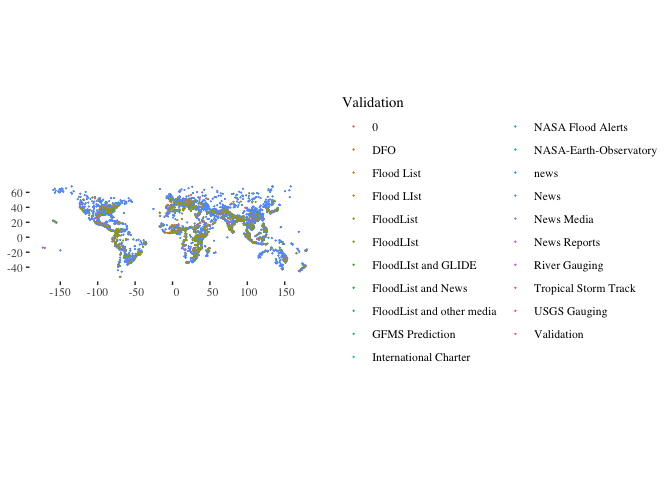 Validation
0
DFO
Flood List
Flood LIst
FloodList
FloodLIst
FloodLIst and GLIDE
FloodList and News
FloodList and other media
GFMS Prediction
International Charter
NASA Flood Alerts
NASA-Earth-Observatory
news
News
News Media
News Reports
River Gauging
Tropical Storm Track
USGS Gauging
Validation
60
40
20
0
-20
-40
-150 -100 -50 0 50 100 150